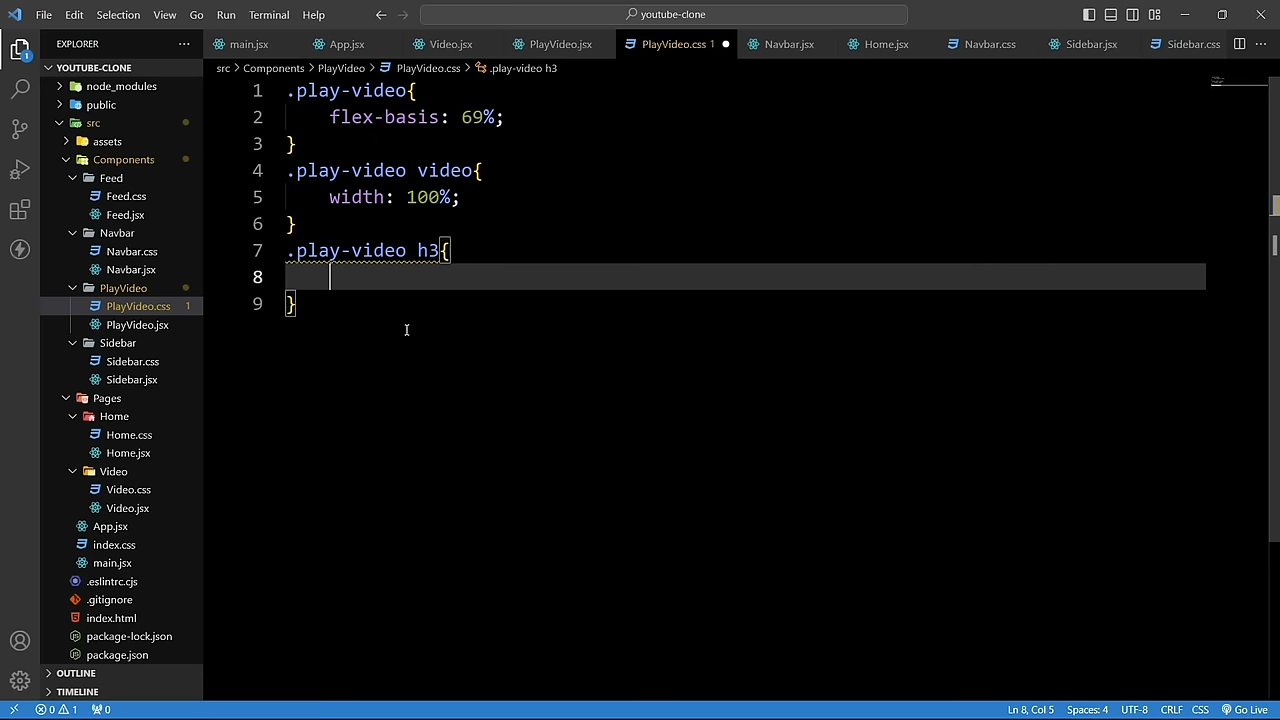 File Edit Selection View Go Run Terminal Help
youtube-clone
EXPLORER
main.jsx App.jsx Video.jsx PlayVideo.jsx PlayVideo.css 1 Navbar.jsx Home.jsx Navbar.css Sidebar.jsx Sidebar.css
src > Components > PlayVideo > PlayVideo.css > .play-video h3
YOUTUBE-CLONE
node_modules
public
src
assets
Components
Feed
Feed.css
Feed.jsx
Navbar
Navbar.css
Navbar.jsx
PlayVideo
PlayVideo.css 1
PlayVideo.jsx
Sidebar
Sidebar.css
Sidebar.jsx
Pages
Home
Home.css
Home.jsx
Video
Video.css
Video.jsx
App.jsx
index.css
main.jsx
.eslintrc.cjs
.gitignore
index.html
package-lock.json
package.json
OUTLINE
TIMELINE
1 .play-video{
2 flex-basis: 69%;
3 }
4 .play-video video{
5 width: 100%;
6 }
7 .play-video h3{
8
9 }
1
0 1 0 Ln 8, Col 5 Spaces: 4 UTF-8 CRLF CSS Go Live